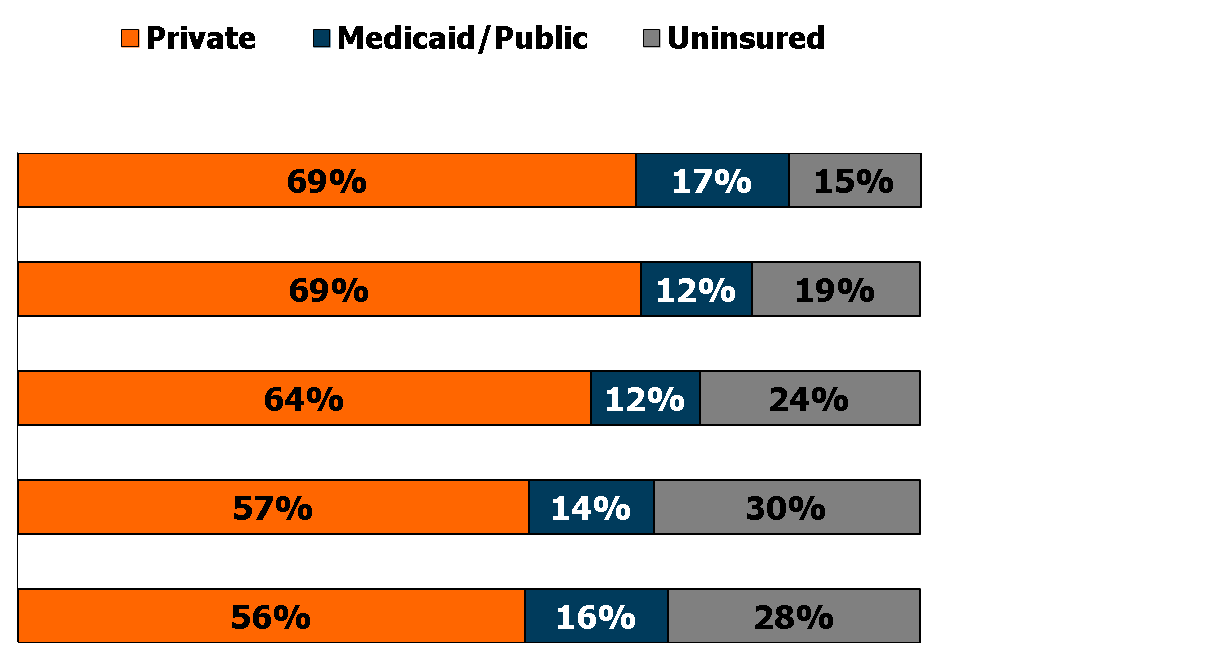 Private Medicaid/Public Uninsured
69% 17% 15%
69% 12% 19%
64% 12% 24%
57% 14% 30%
56% 16% 28%